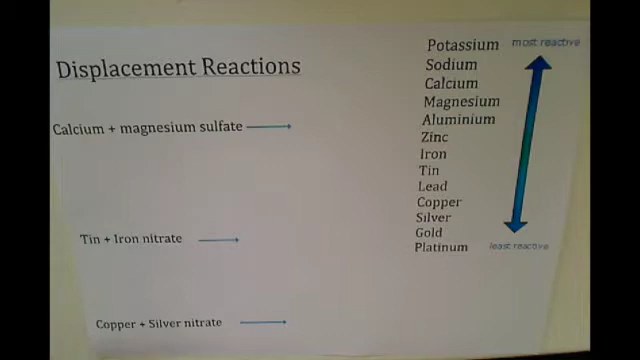 Displacement Reactions
Calcium + magnesium sulfate
Tin + Iron nitrate
Copper + Silver nitrate
most reactive
Potassium
Sodium
Calcium
Magnesium
Aluminium
Zinc
Iron
Tin
Lead
Copper
Silver
Gold
Platinum
least reactive